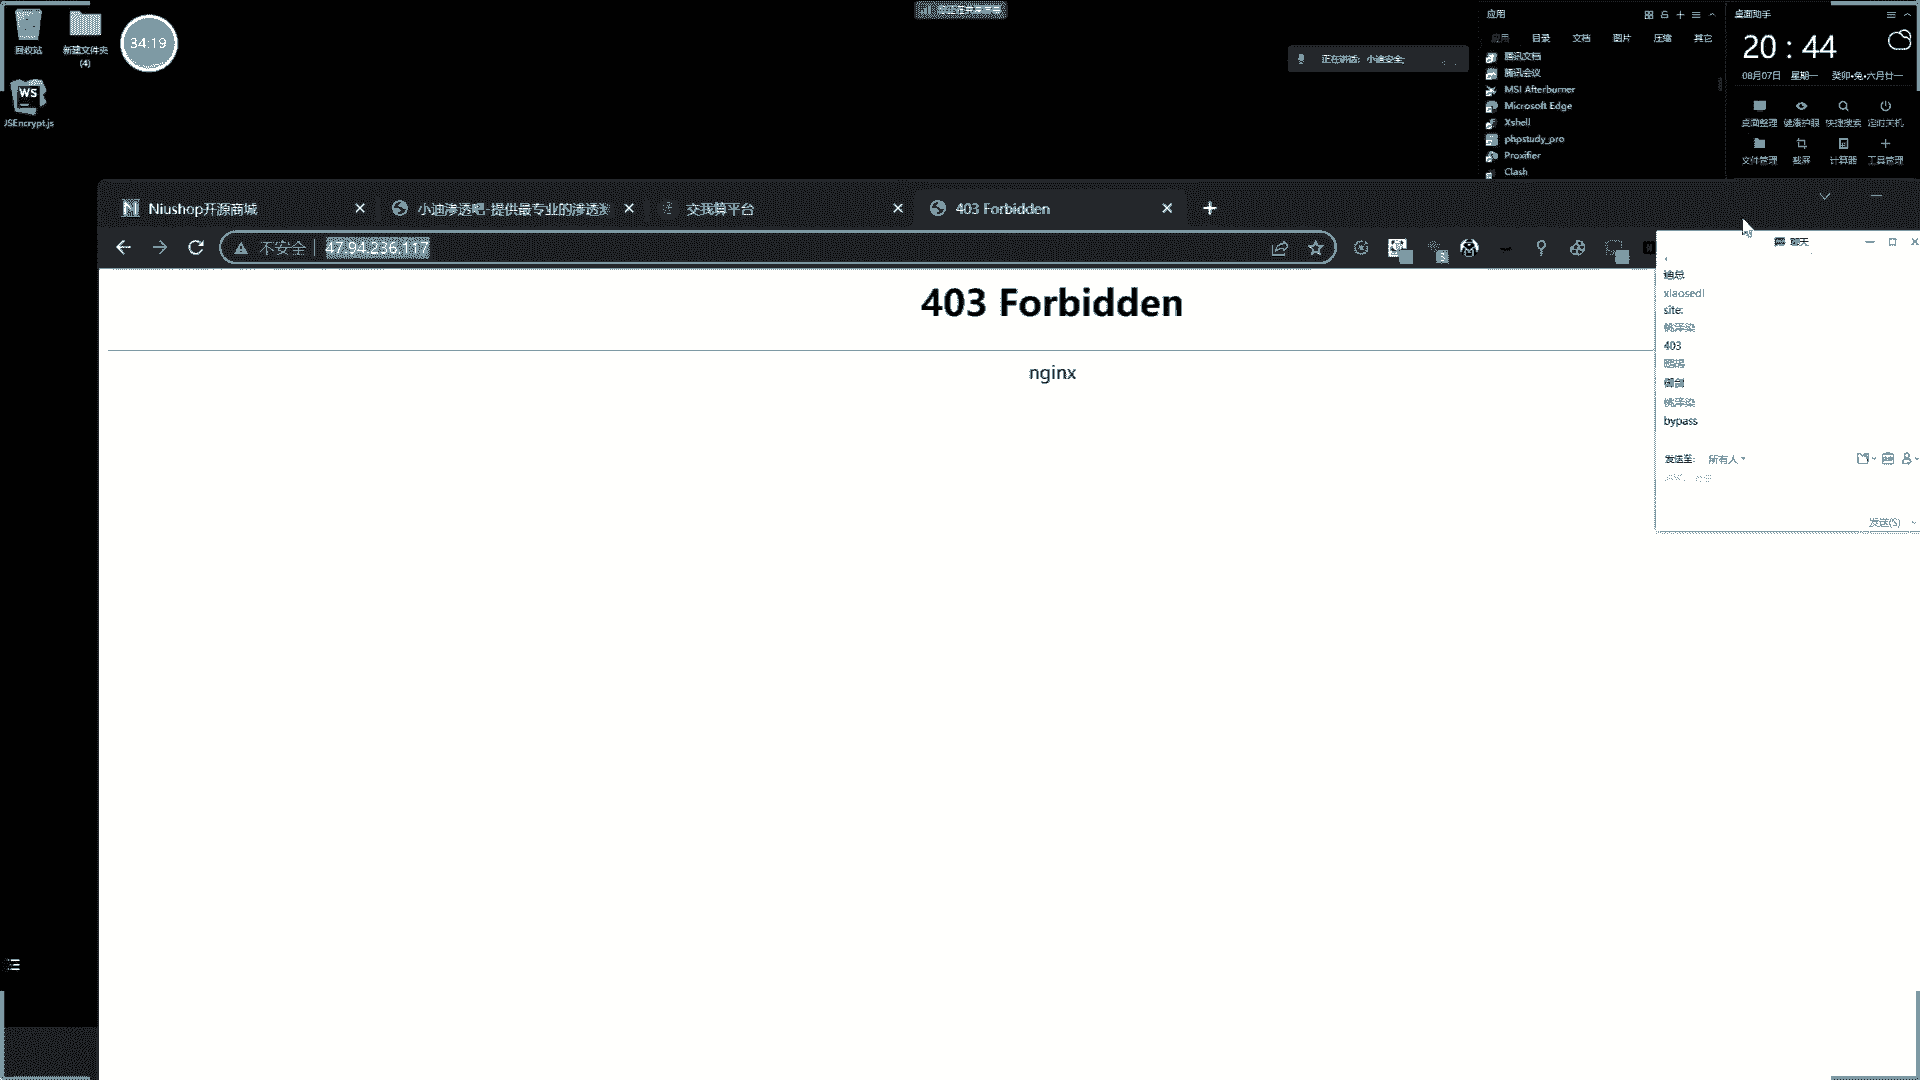 回收站
新建文件夹
(4)
34:19
WS
JSEncrypt.js
您正在共享屏幕
正在讲话: 小迪安全;
应用
应用 目录 文档 图片 压缩 其它
腾讯文档
腾讯会议
MSI Afterburner
Microsoft Edge
Xshell
phpstudy_pro
Proxifier
Clash
桌面助手
20 : 44
08月07日 星期一 癸卯•兔•六月廿一
桌面整理 健康护眼 快捷搜索 定时关机
文件管理 截屏 计算器 工具管理
Niushop开源商城
小迪渗透吧-提供最专业的渗透测
交我算平台
403 Forbidden
不安全 47.94.236.117
403 Forbidden
nginx
聊天
迪总
xiaosedi
site:
桃泽染
403
御剑
桃泽染
bypass
发送至: 所有人
发送(S)